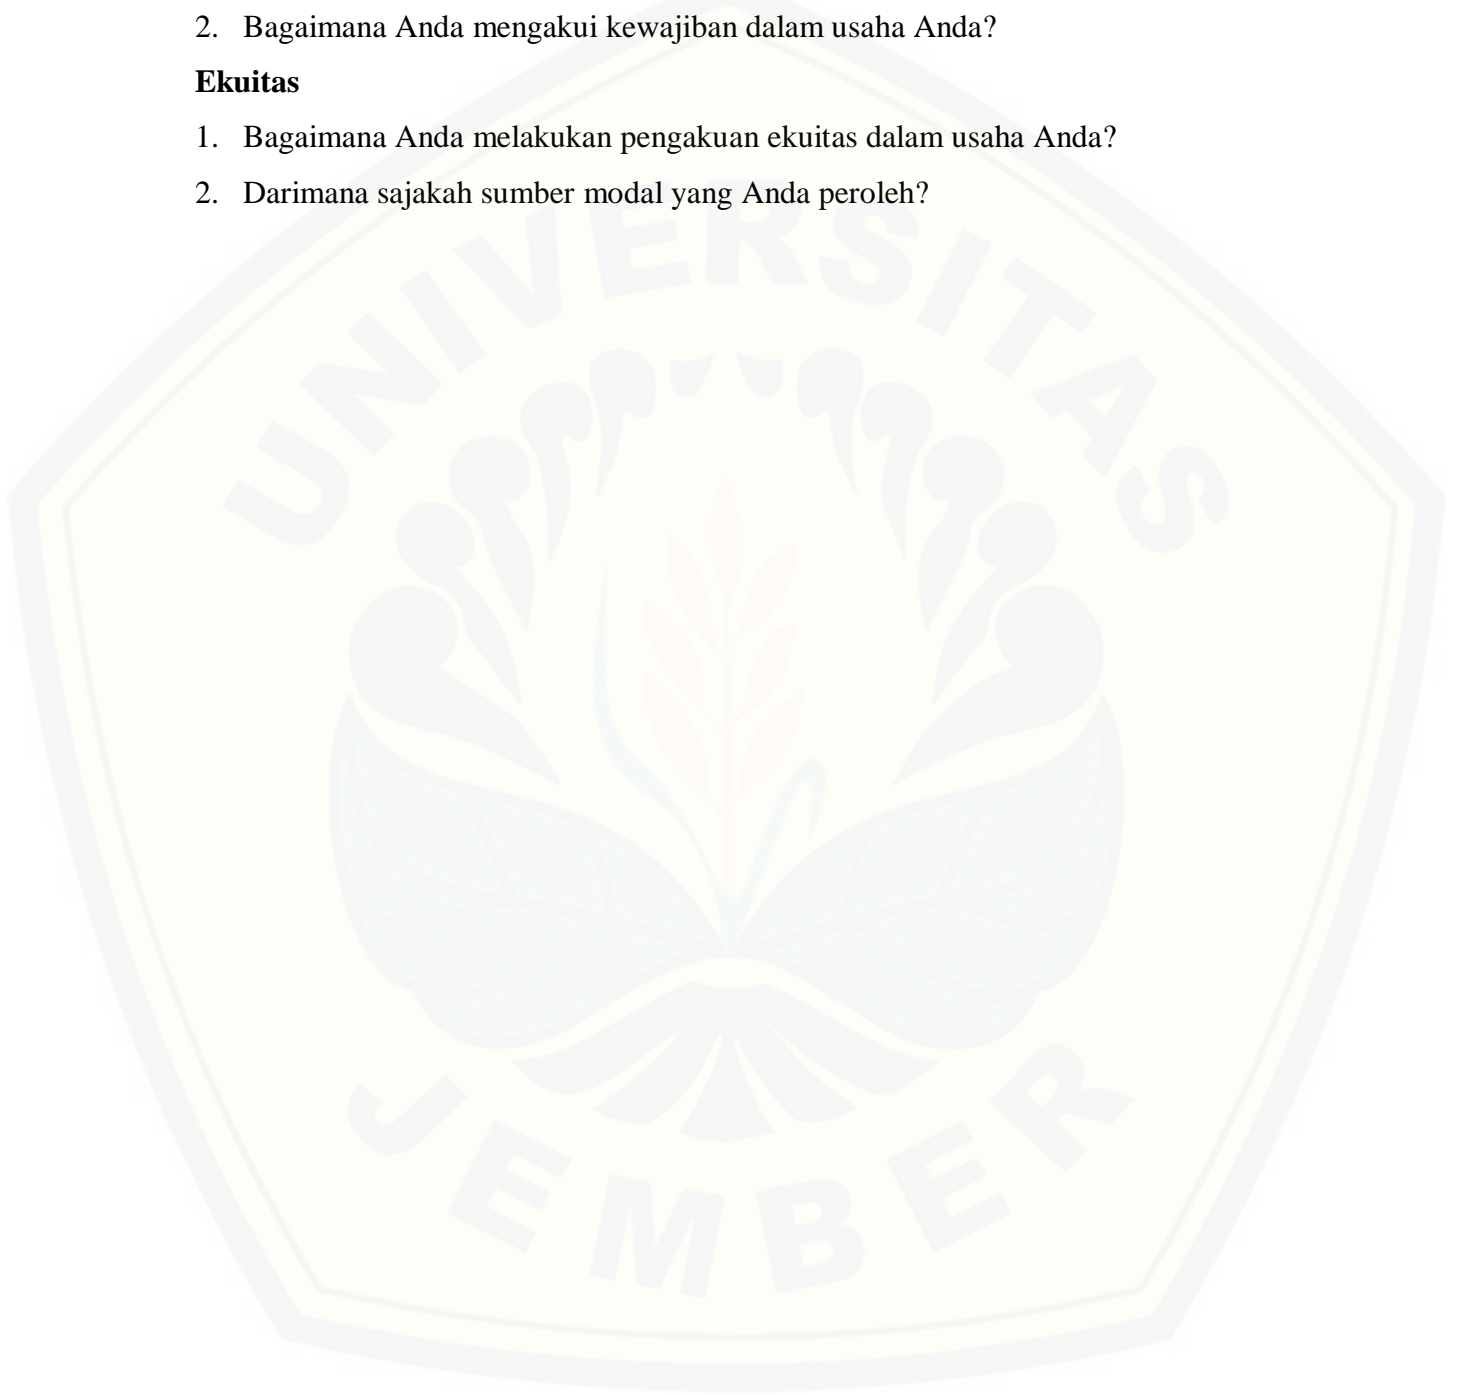 2. Bagaimana Anda mengakui kewajiban dalam usaha Anda?
Ekuitas
1. Bagaimana Anda melakukan pengakuan ekuitas dalam usaha Anda?
2. Darimana sajakah sumber modal yang Anda peroleh?
UNIVERSITAS
JEMBER